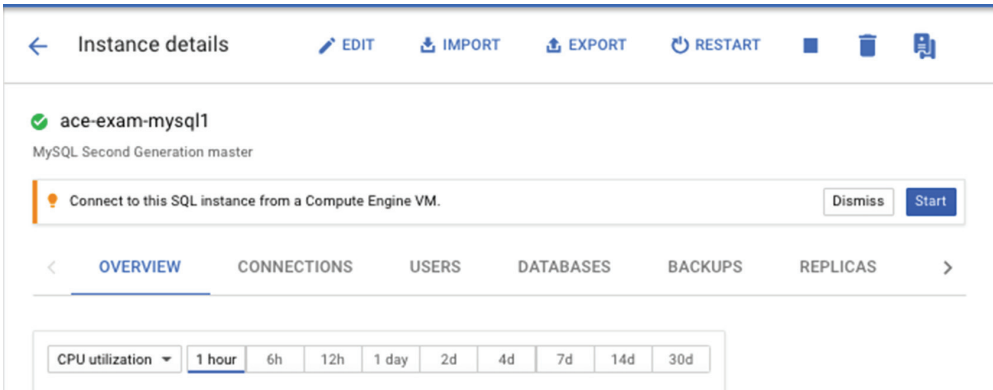 Instance details EDIT IMPORT EXPORT RESTART
ace-exam-mysql1
MySQL Second Generation master
Connect to this SQL instance from a Compute Engine VM. Dismiss Start
OVERVIEW CONNECTIONS USERS DATABASES BACKUPS REPLICAS
CPU utilization 1 hour 6h 12h 1 day 2d 4d 7d 14d 30d